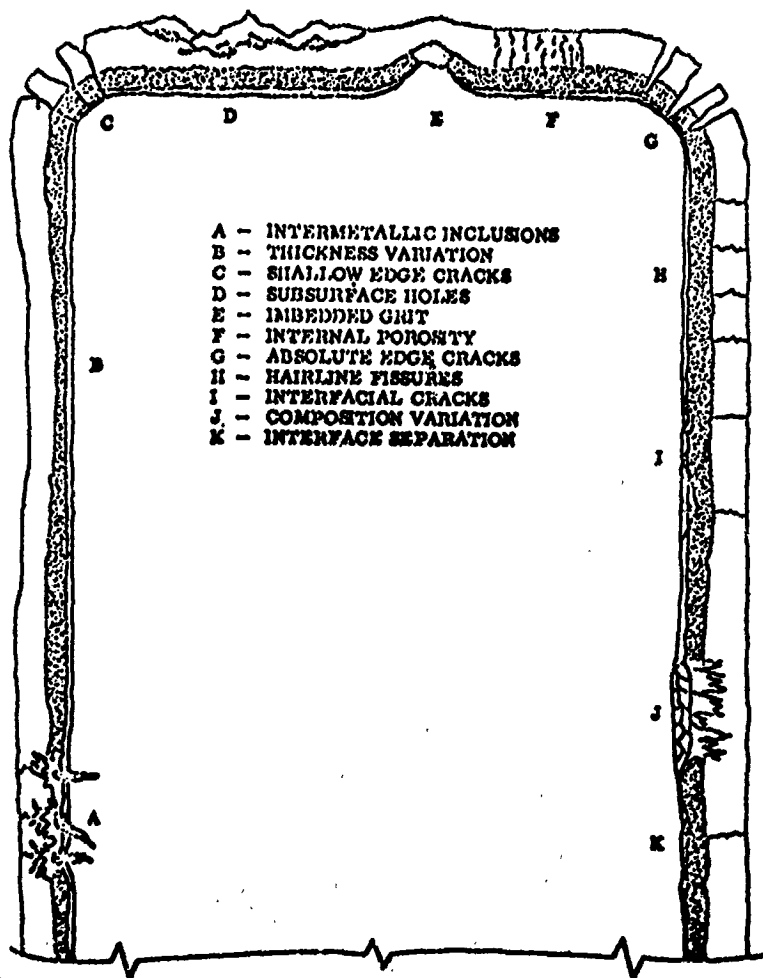 C D E F G
A - INTERMETALLIC INCLUSIONS
B - THICKNESS VARIATION
C - SHALLOW EDGE CRACKS
D - SUBSURFACE HOLES
E - IMBEDDED GRIT
F - INTERNAL POROSITY
G - ABSOLUTE EDGE CRACKS
H - HAIRLINE FISSURES
I - INTERFACIAL CRACKS
J - COMPOSITION VARIATION
K - INTERFACE SEPARATION
H
B
I
J
A
K